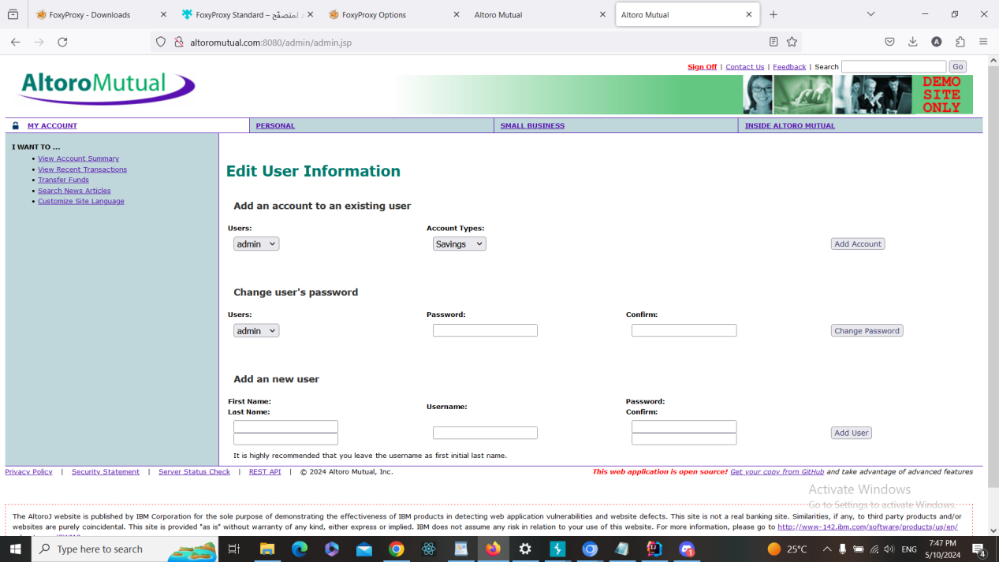 FoxyProxy - Downloads
FoxyProxy Standard – د لمتصفّح
FoxyProxy Options
Altoro Mutual
Altoro Mutual
altoromutual.com:8080/admin/admin.jsp
Sign Off | Contact Us | Feedback | Search Go
AltoroMutual
DEMO
SITE
ONLY
MY ACCOUNT PERSONAL SMALL BUSINESS INSIDE ALTORO MUTUAL
I WANT TO ...
• View Account Summary
• View Recent Transactions
• Transfer Funds
• Search News Articles
• Customize Site Language
Edit User Information
Add an account to an existing user
Users: Account Types:
admin Savings Add Account
Change user's password
Users: Password: Confirm:
admin Change Password
Add an new user
First Name:
Last Name:
Username:
Password:
Confirm:
Add User
It is highly recommended that you leave the username as first initial last name.
Privacy Policy | Security Statement | Server Status Check | REST API | © 2024 Altoro Mutual, Inc. This web application is open source! Get your copy from GitHub and take advantage of advanced features
Activate Windows
Go to Settings to activate Windows.
The AltoroJ website is published by IBM Corporation for the sole purpose of demonstrating the effectiveness of IBM products in detecting web application vulnerabilities and website defects. This site is not a real banking site. Similarities, if any, to third party products and/or
websites are purely coincidental. This site is provided "as is" without warranty of any kind, either express or implied. IBM does not assume any risk in relation to your use of this website. For more information, please go to http://www-142.ibm.com/software/products/us/en/
Type here to search
25°C
ENG
7:47 PM
5/10/2024
4